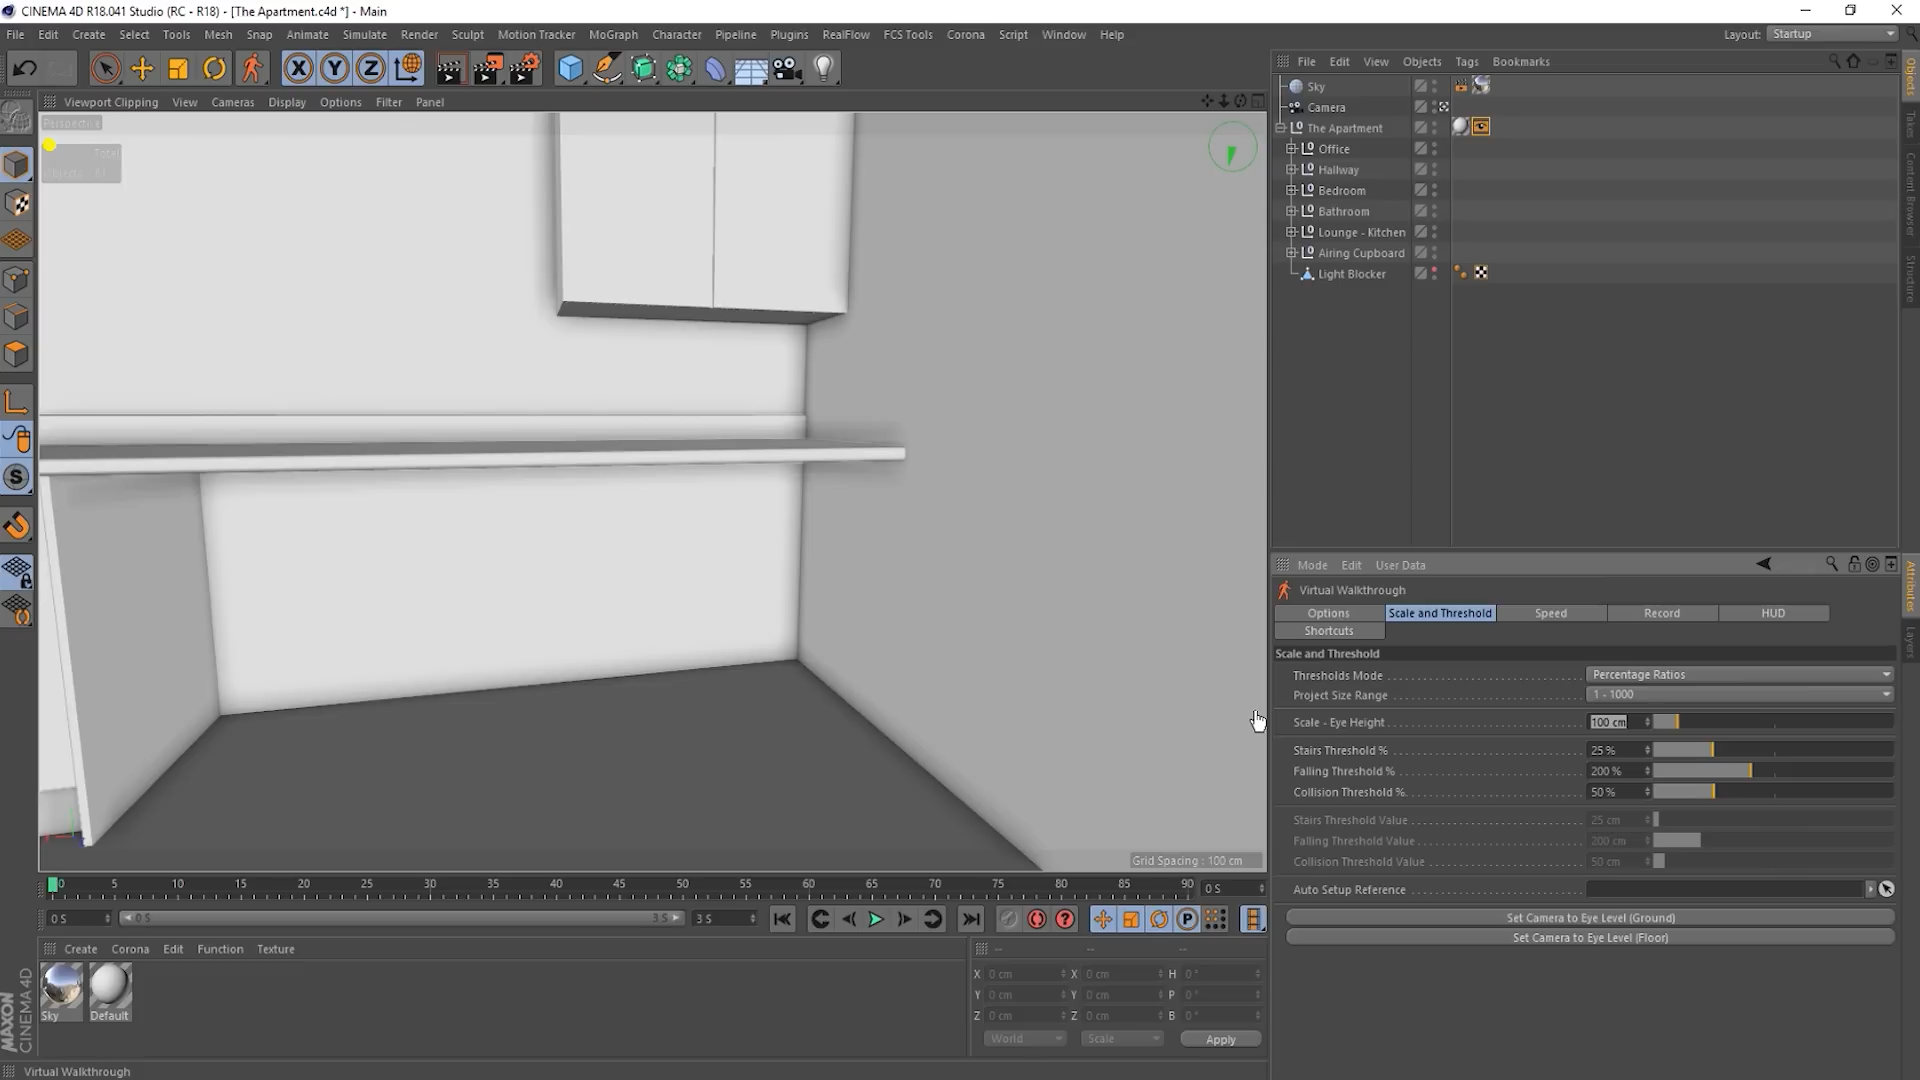 CINEMA 4D R18.041 Studio (RC - R18) - [The Apartment.c4d *] - Main
File Edit Create Select Tools Mesh Snap Animate Simulate Render Sculpt Motion Tracker MoGraph Character Pipeline Plugins RealFlow FCS Tools Corona Script Window Help Layout: Startup
X Y Z
Viewport Clipping View Cameras Display Options Filter Panel
Perspective
Total
File Edit View Objects Tags Bookmarks
Sky
Camera
The Apartment
Office
Hallway
Bedroom
Bathroom
Lounge - Kitchen
Airing Cupboard
Light Blocker
Objects
Takes
Content Browser
Structure
Mode Edit User Data
Virtual Walkthrough
Options Scale and Threshold Speed Record HUD
Shortcuts
Scale and Threshold
Thresholds Mode Percentage Ratios
Project Size Range 1 - 1000
Scale - Eye Height 100 cm
Stairs Threshold % 25 %
Falling Threshold % 200 %
Collision Threshold % 50 %
Stairs Threshold Value 25 cm
Falling Threshold Value 200 cm
Collision Threshold Value 50 cm
Auto Setup Reference
Set Camera to Eye Level (Ground)
Set Camera to Eye Level (Floor)
Attributes
Layers
Grid Spacing : 100 cm
0 5 10 15 20 25 30 35 40 45 50 55 60 65 70 75 80 85 90 0 S
0 S 0 S 3 S 3 S
Create Corona Edit Function Texture
Sky Default
-- -- --
X 0 cm X 0 cm H 0 °
Y 0 cm Y 0 cm P 0 °
Z 0 cm Z 0 cm B 0 °
World Scale Apply
MAXON CINEMA 4D
Virtual Walkthrough